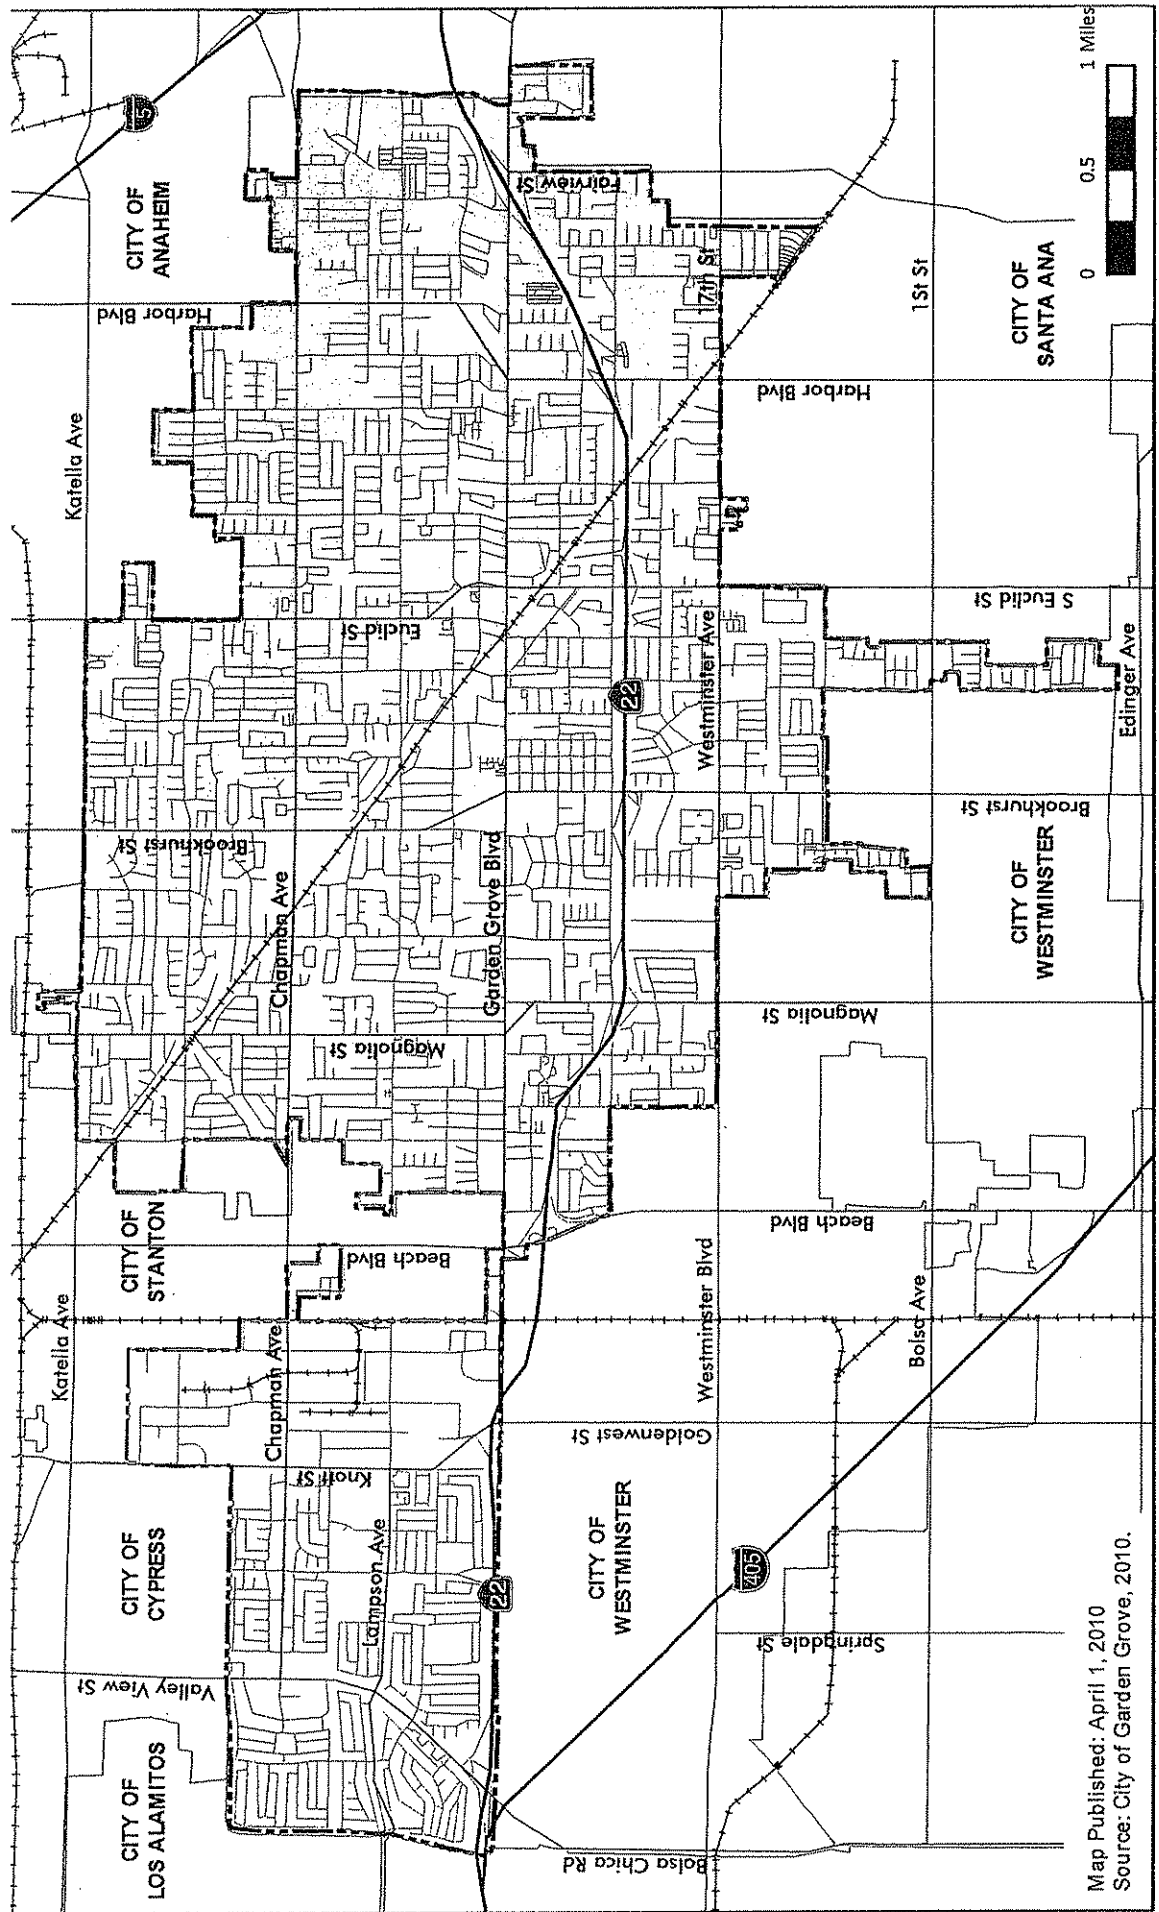 CITY OF
LOS ALAMITOS
CITY OF
CYPRESS
CITY OF
STANTON
CITY OF
ANAHEIM
5
Katella Ave
Katella Ave
Valley View St
Knott St
Chapman Ave
Chapman Ave
Lampson Ave
Beach Blvd
Magnolia St
Brookhurst St
Euclid St
Harbor Blvd
Garden Grove Blvd
Fairview St
22
22
17th St
Westminster Ave
Westminster Blvd
CITY OF
WESTMINSTER
405
Bolsa Chica Rd
Springdale St
Goldenwest St
Beach Blvd
Magnolia St
Brookhurst St
S Euclid St
Harbor Blvd
Bolsa Ave
1St St
CITY OF
WESTMINSTER
CITY OF
SANTA ANA
Edinger Ave
0 0.5 1 Miles
Map Published: April 1, 2010
Source: City of Garden Grove, 2010.